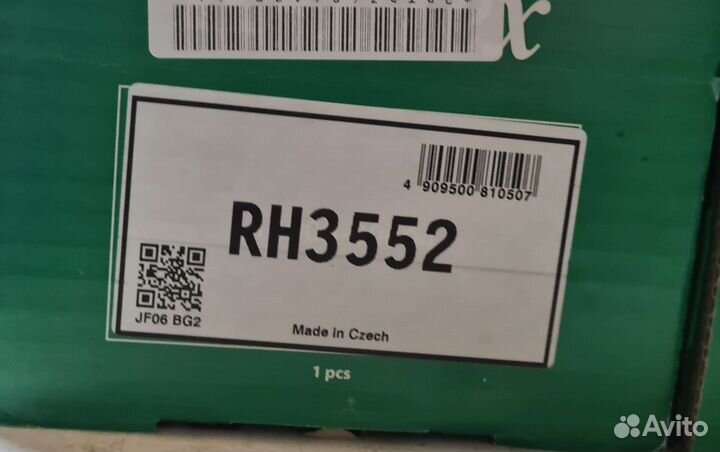 x
4 909500 810507
RH3552
JF06 BG2
Made in Czech
1 pcs
Avito